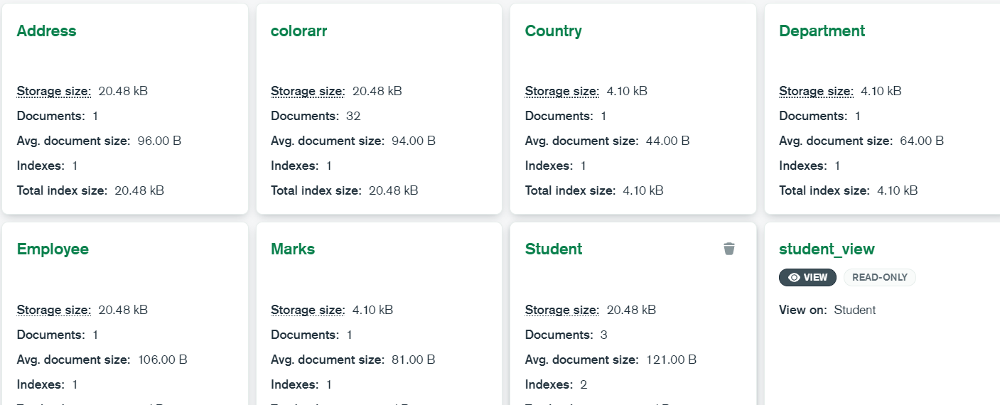 Address
Storage size: 20.48 kB
Documents: 1
Avg. document size: 96.00 B
Indexes: 1
Total index size: 20.48 kB
colorarr
Storage size: 20.48 kB
Documents: 32
Avg. document size: 94.00 B
Indexes: 1
Total index size: 20.48 kB
Country
Storage size: 4.10 kB
Documents: 1
Avg. document size: 44.00 B
Indexes: 1
Total index size: 4.10 kB
Department
Storage size: 4.10 kB
Documents: 1
Avg. document size: 64.00 B
Indexes: 1
Total index size: 4.10 kB
Employee
Storage size: 20.48 kB
Documents: 1
Avg. document size: 106.00 B
Indexes: 1
Marks
Storage size: 4.10 kB
Documents: 1
Avg. document size: 81.00 B
Indexes: 1
Student
Storage size: 20.48 kB
Documents: 3
Avg. document size: 121.00 B
Indexes: 2
student_view
VIEW READ-ONLY
View on: Student